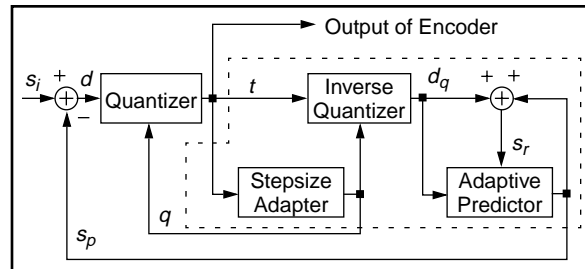 Output of Encoder
s_i
+
d
−
Quantizer
t
Inverse
Quantizer
d_q
+ +
s_r
Stepsize
Adapter
Adaptive
Predictor
q
s_p